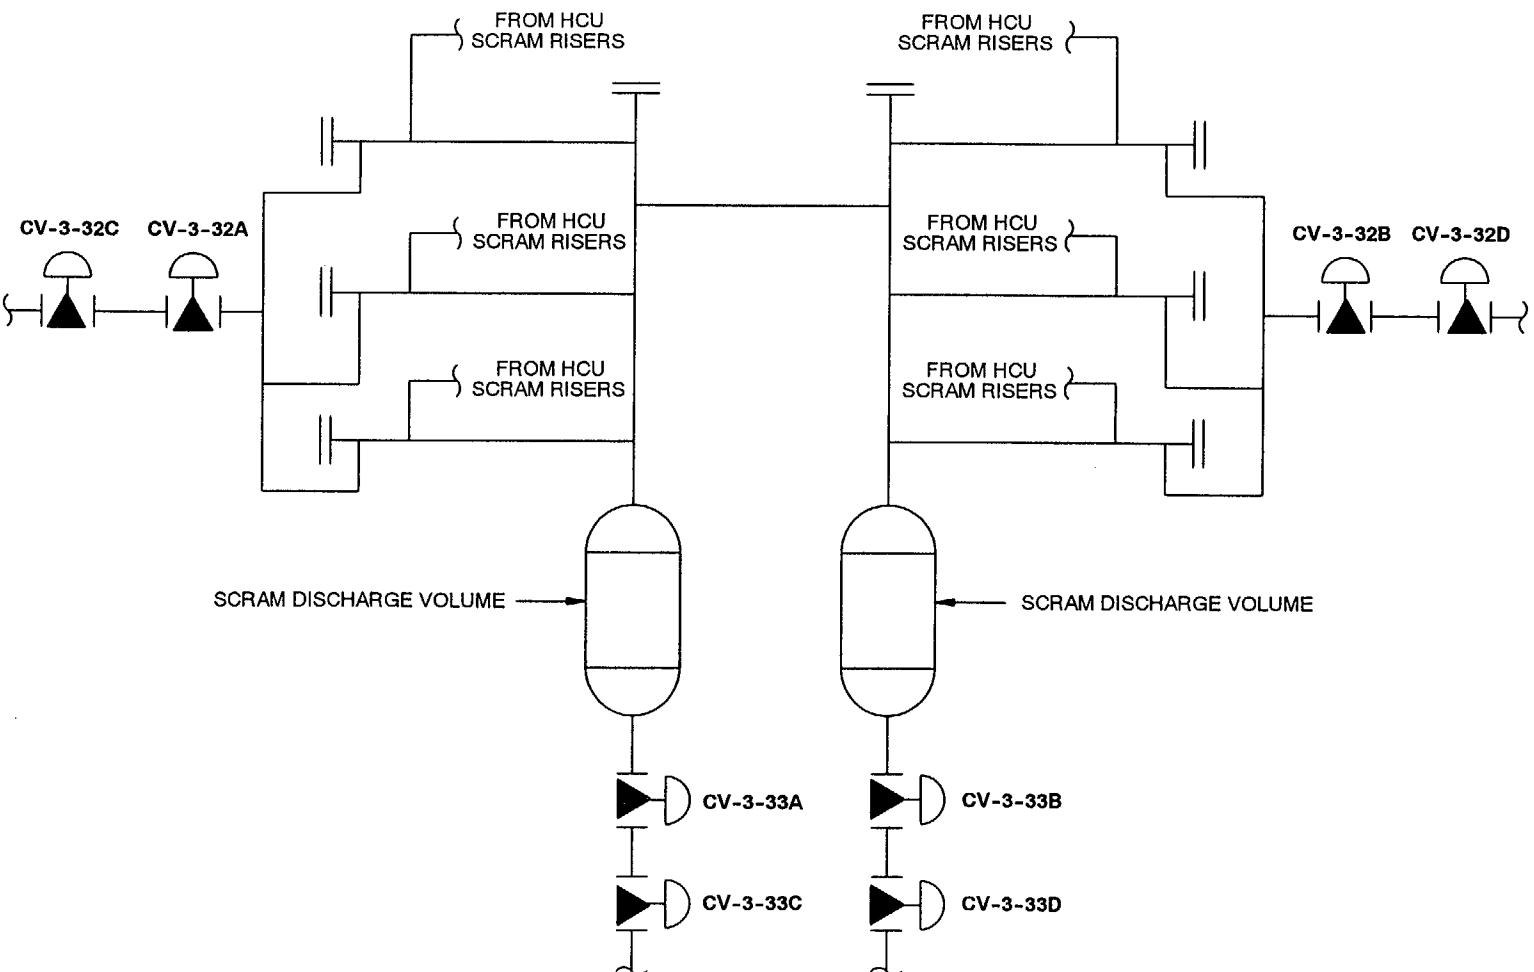 FROM HCU
SCRAM RISERS
FROM HCU
SCRAM RISERS
CV-3-32C
CV-3-32A
FROM HCU
SCRAM RISERS
FROM HCU
SCRAM RISERS
CV-3-32B
CV-3-32D
FROM HCU
SCRAM RISERS
FROM HCU
SCRAM RISERS
SCRAM DISCHARGE VOLUME
SCRAM DISCHARGE VOLUME
CV-3-33A
CV-3-33B
CV-3-33C
CV-3-33D